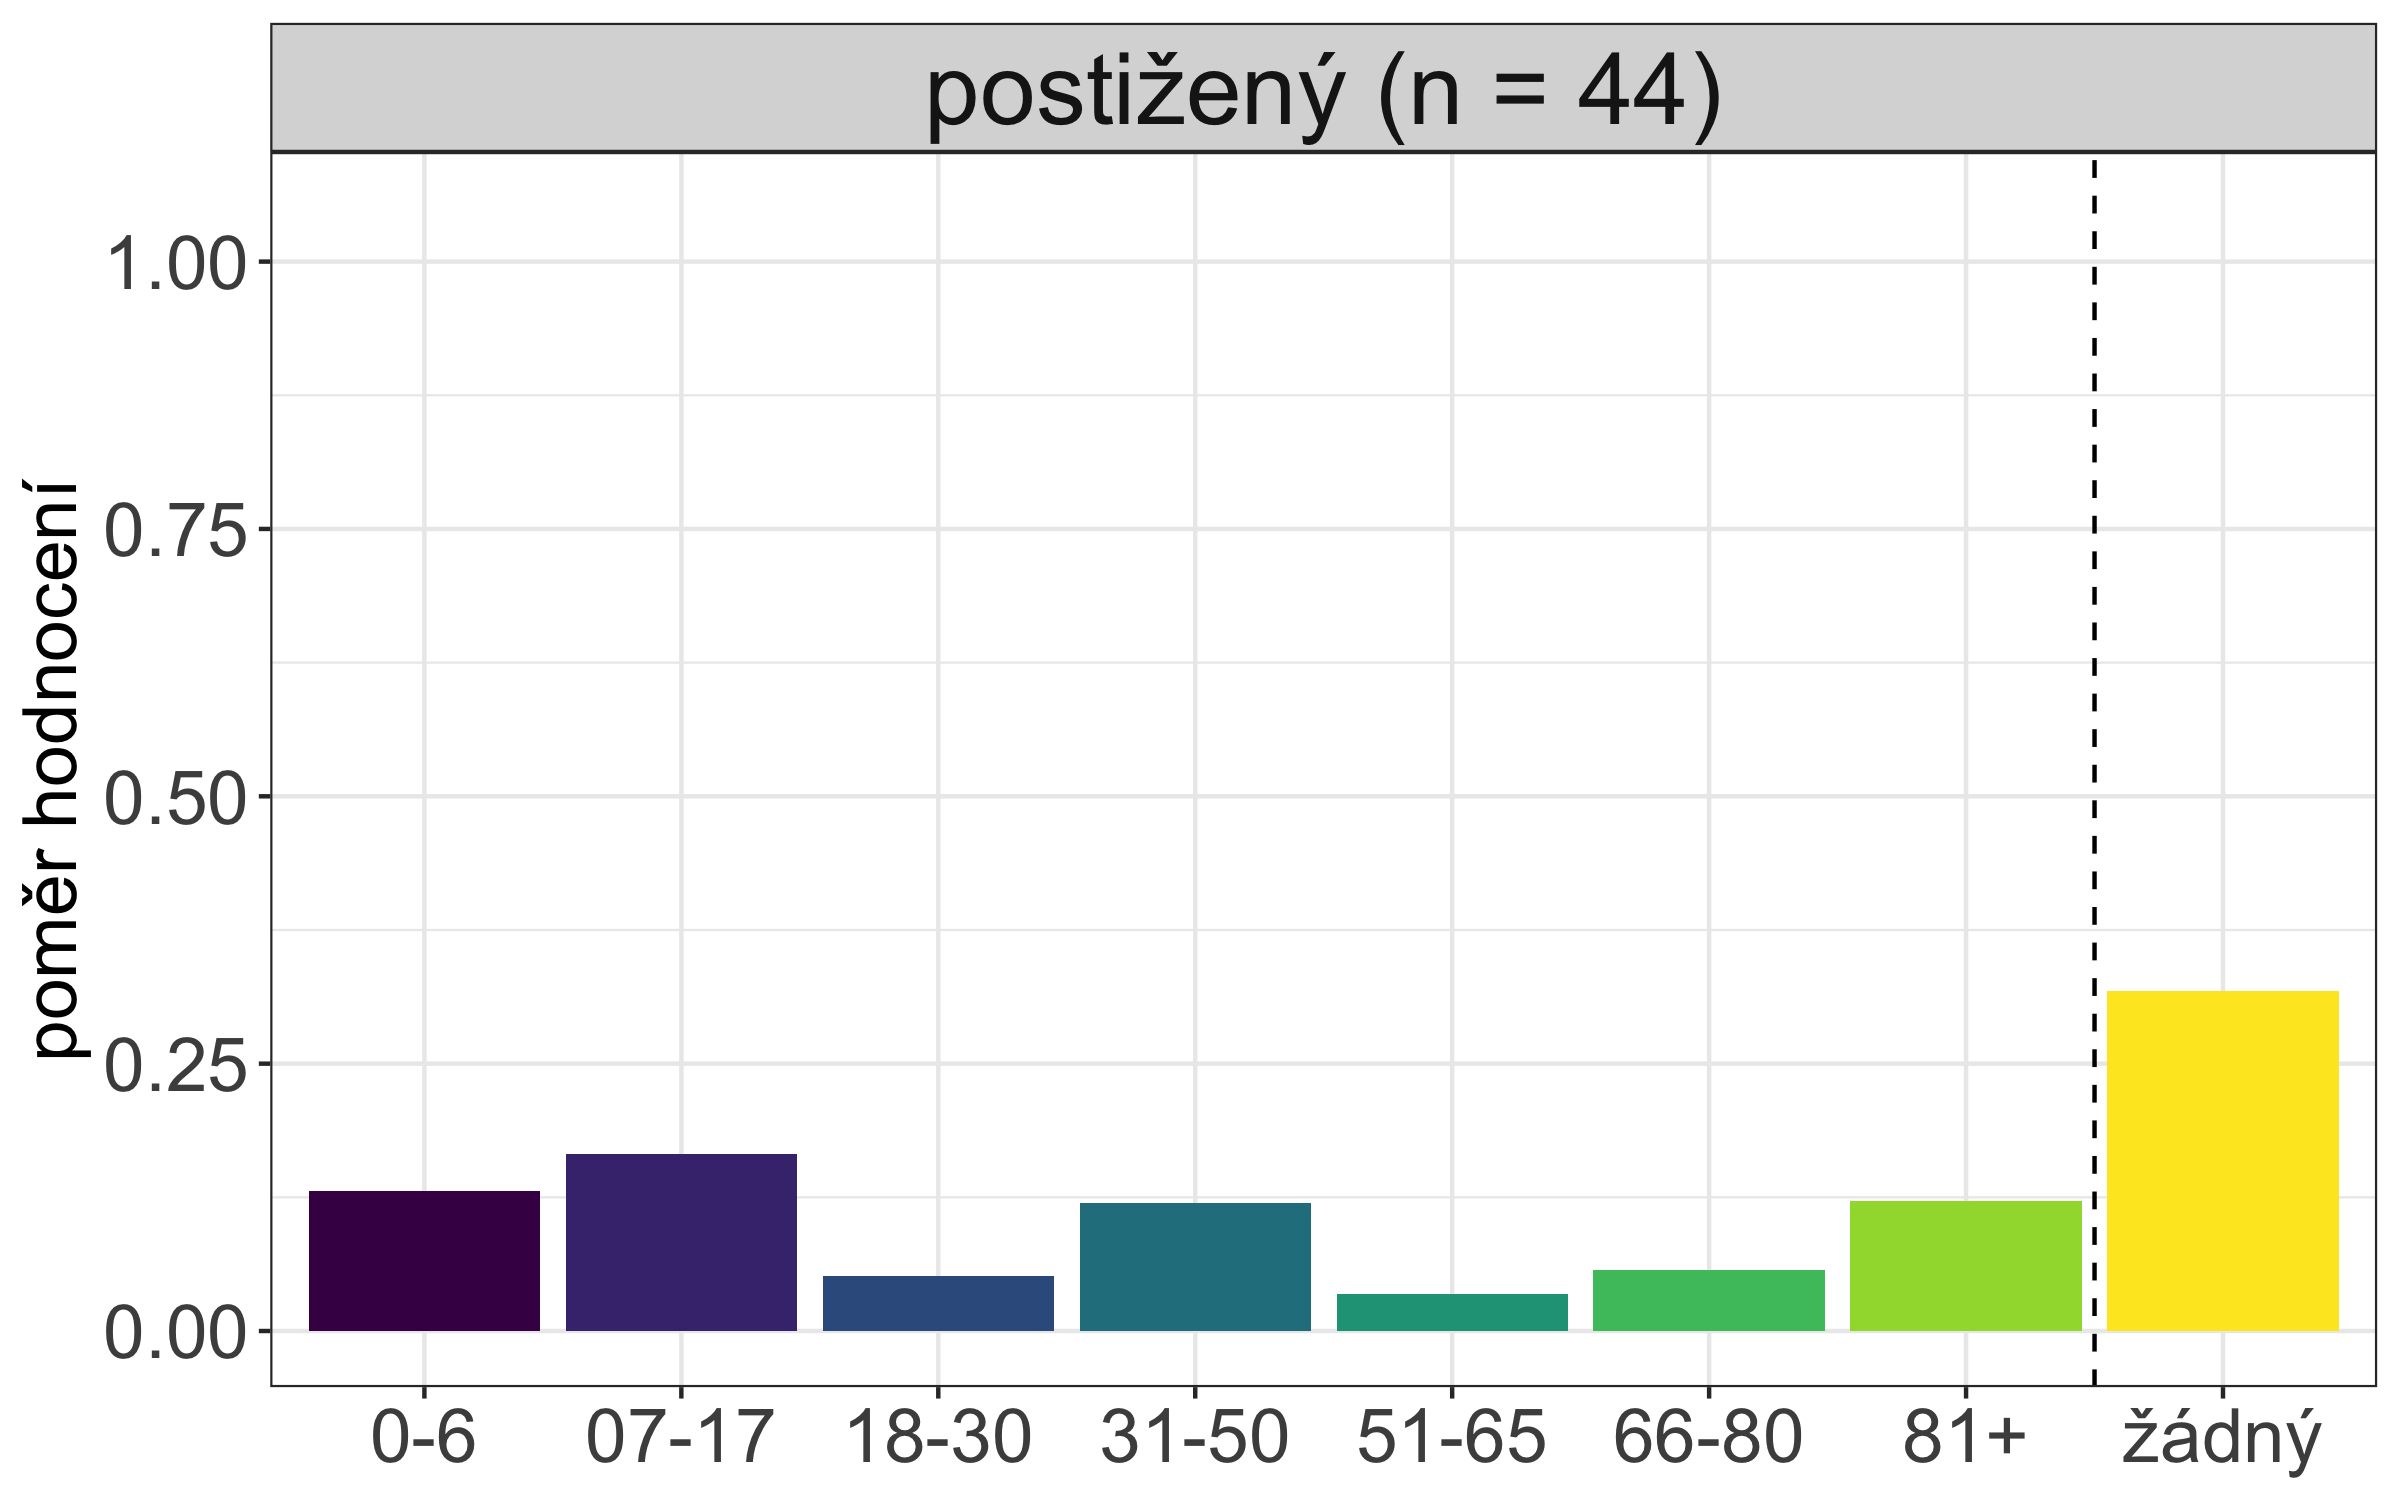 postižený (n = 44)
poměr hodnocení
1.00
0.75
0.50
0.25
0.00
0-6 07-17 18-30 31-50 51-65 66-80 81+ žádný